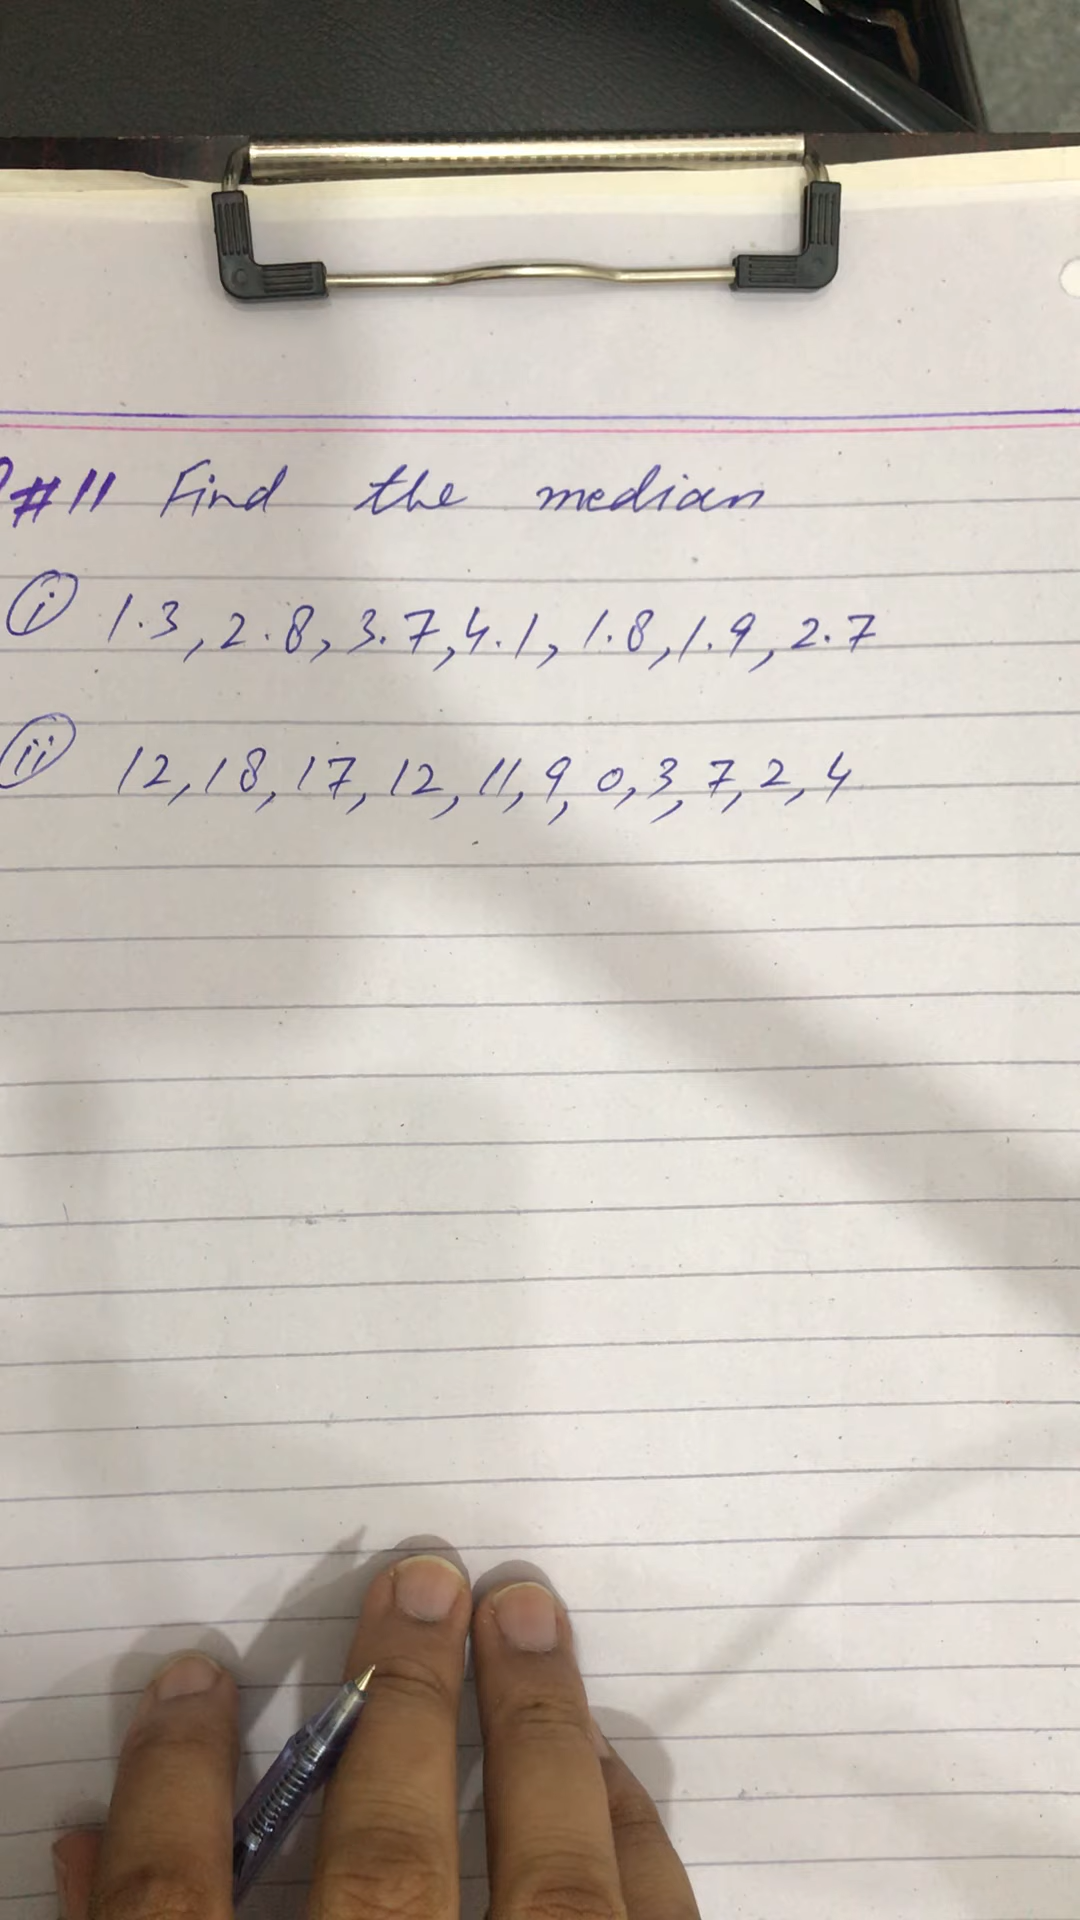 #11 Find the median
(i) 1.3, 2.8, 3.7, 4.1, 1.8, 1.9, 2.7
(ii) 12, 18, 17, 12, 11, 9, 0, 3, 7, 2, 4